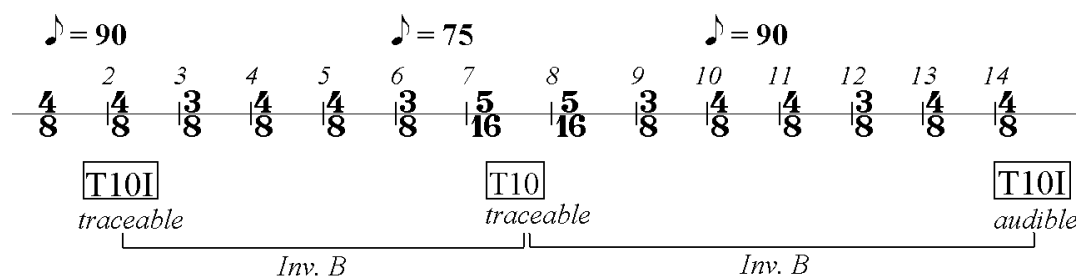 ♪ = 90 ♪ = 75 ♪ = 90
2 3 4 5 6 7 8 9 10 11 12 13 14
4 4 3 4 4 3 5 5 3 4 4 3 4 4
8 8 8 8 8 8 16 16 8 8 8 8 8 8
T10I T10 T10I
traceable traceable audible
Inv. B Inv. B